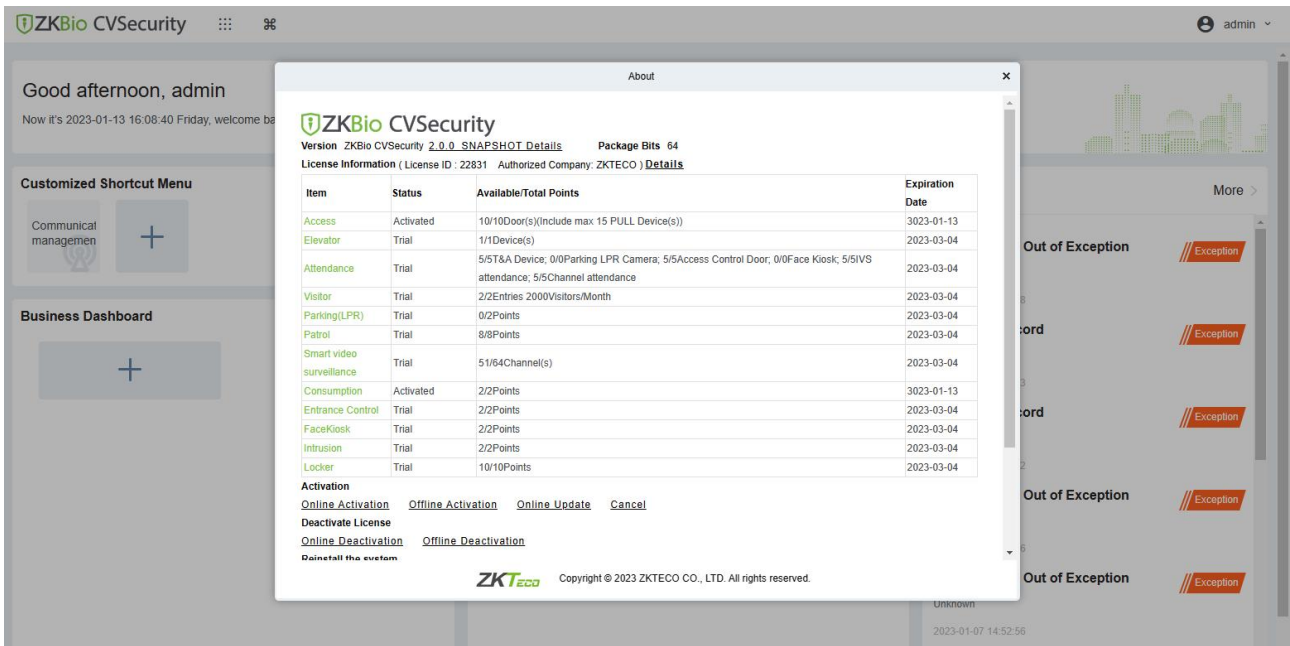 ZKBio CVSecurity
admin
Good afternoon, admin
Now it's 2023-01-13 16:08:40 Friday, welcome ba
Customized Shortcut Menu
Communicat
managemen
Business Dashboard
About
ZKBio CVSecurity
Version ZKBio CVSecurity 2.0.0_SNAPSHOT Details Package Bits 64
License Information ( License ID : 22831 Authorized Company: ZKTECO ) Details
Item Status Available/Total Points Expiration Date
Access Activated 10/10Door(s)(Include max 15 PULL Device(s)) 3023-01-13
Elevator Trial 1/1Device(s) 2023-03-04
Attendance Trial 5/5T&A Device; 0/0Parking LPR Camera; 5/5Access Control Door; 0/0Face Kiosk; 5/5IVS attendance; 5/5Channel attendance 2023-03-04
Visitor Trial 2/2Entries 2000Visitors/Month 2023-03-04
Parking(LPR) Trial 0/2Points 2023-03-04
Patrol Trial 8/8Points 2023-03-04
Smart video surveillance Trial 51/64Channel(s) 2023-03-04
Consumption Activated 2/2Points 3023-01-13
Entrance Control Trial 2/2Points 2023-03-04
FaceKiosk Trial 2/2Points 2023-03-04
Intrusion Trial 2/2Points 2023-03-04
Locker Trial 10/10Points 2023-03-04
Activation
Online Activation Offline Activation Online Update Cancel
Deactivate License
Online Deactivation Offline Deactivation
Reinstall the system
ZKTeco Copyright © 2023 ZKTECO CO., LTD. All rights reserved.
More
Out of Exception Exception
8
ord Exception
3
ord Exception
2
Out of Exception Exception
6
Out of Exception Exception
Unknown
2023-01-07 14:52:56